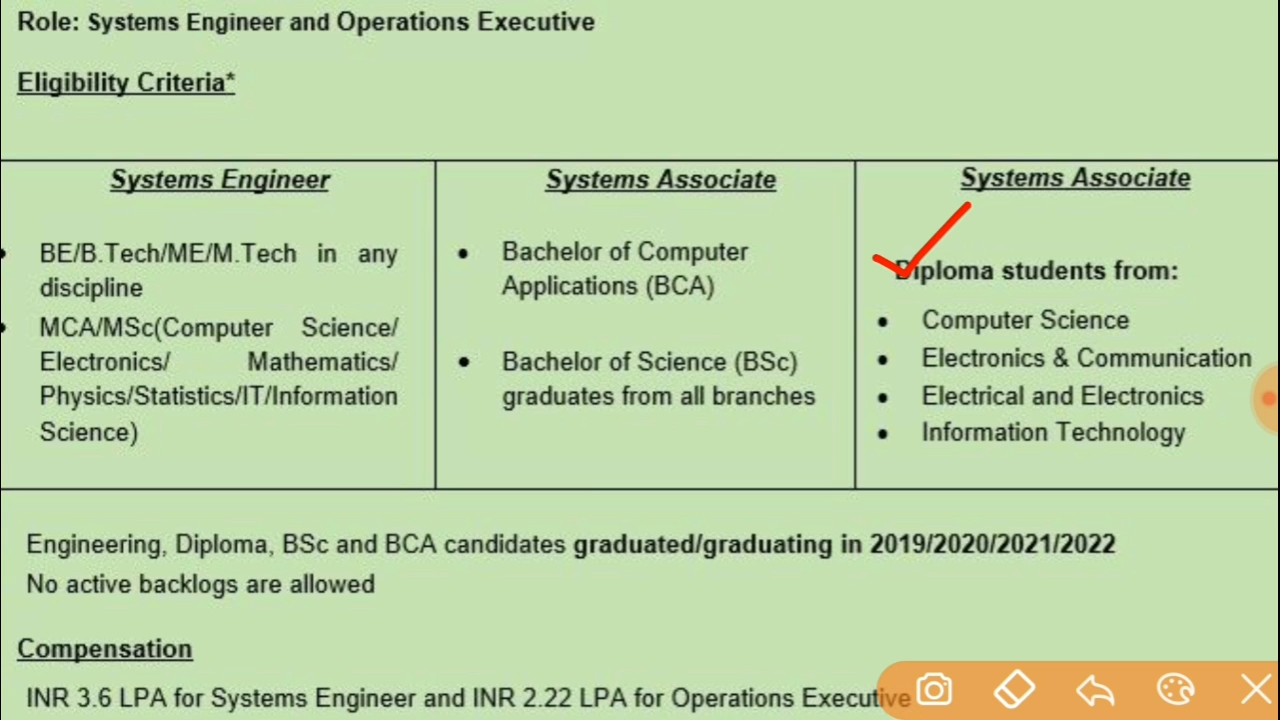 Role: Systems Engineer and Operations Executive
Eligibility Criteria*
Systems Engineer
BE/B.Tech/ME/M.Tech in any
discipline
MCA/MSc(Computer Science/
Electronics/ Mathematics/
Physics/Statistics/IT/Information
Science)
Systems Associate
Bachelor of Computer
Applications (BCA)
Bachelor of Science (BSc)
graduates from all branches
Systems Associate
Diploma students from:
Computer Science
Electronics & Communication
Electrical and Electronics
Information Technology
Engineering, Diploma, BSc and BCA candidates graduated/graduating in 2019/2020/2021/2022
No active backlogs are allowed
Compensation
INR 3.6 LPA for Systems Engineer and INR 2.22 LPA for Operations Executive